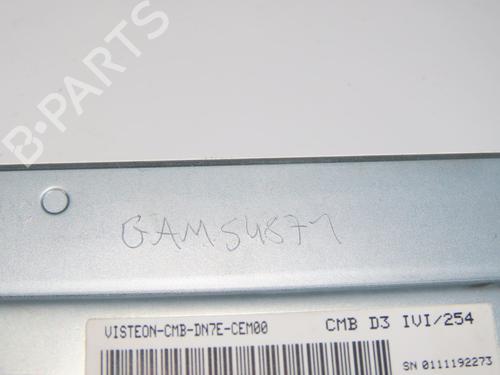 B-PARTS
GAM54871
VISTEON-CMB-DN7E-CEM00
CMB D3 IVI/254
SN 0111192273